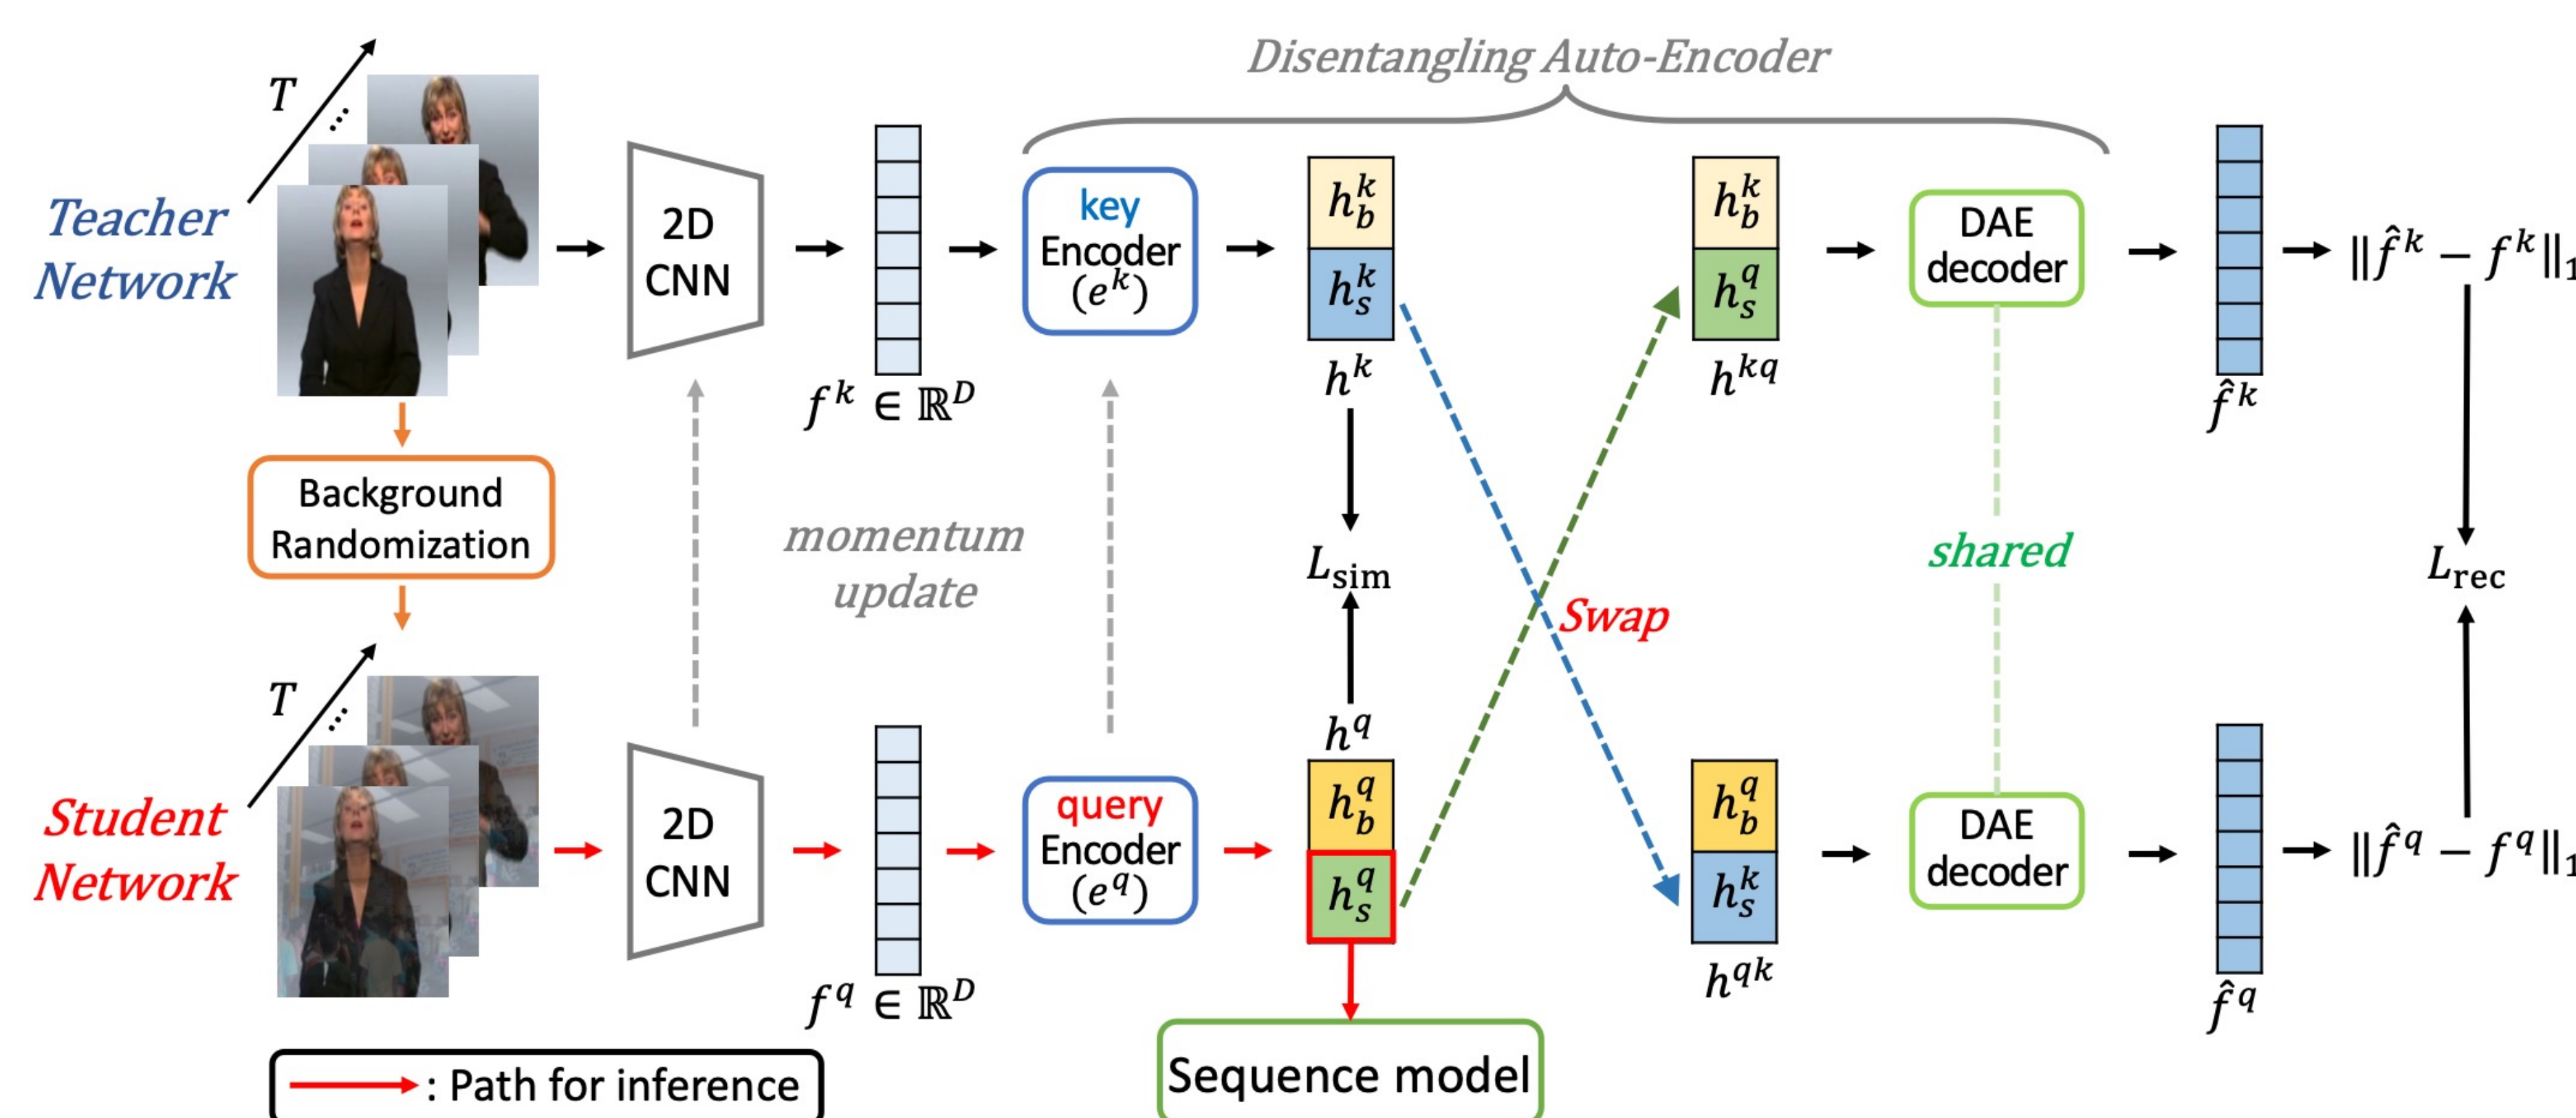 Disentangling Auto-Encoder
T
Teacher
Network
2D
CNN
f^k ∈ ℝ^D
key
Encoder
(e^k)
h_b^k
h_s^k
h^k
h_b^k
h_s^q
h^{kq}
DAE
decoder
f̂^k
‖f̂^k − f^k‖₁
Background
Randomization
momentum
update
L_sim
Swap
shared
L_rec
T
Student
Network
2D
CNN
f^q ∈ ℝ^D
query
Encoder
(e^q)
h^q
h_b^q
h_s^q
h_b^q
h_s^k
h^{qk}
DAE
decoder
f̂^q
‖f̂^q − f^q‖₁
: Path for inference
Sequence model